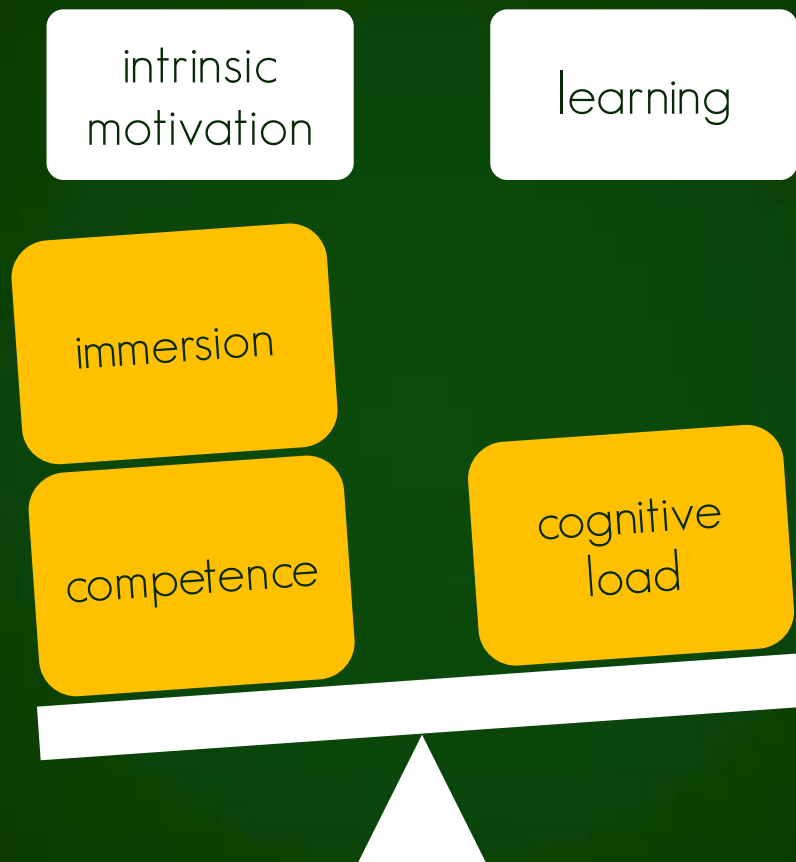 intrinsic
motivation
learning
immersion
competence
cognitive
load